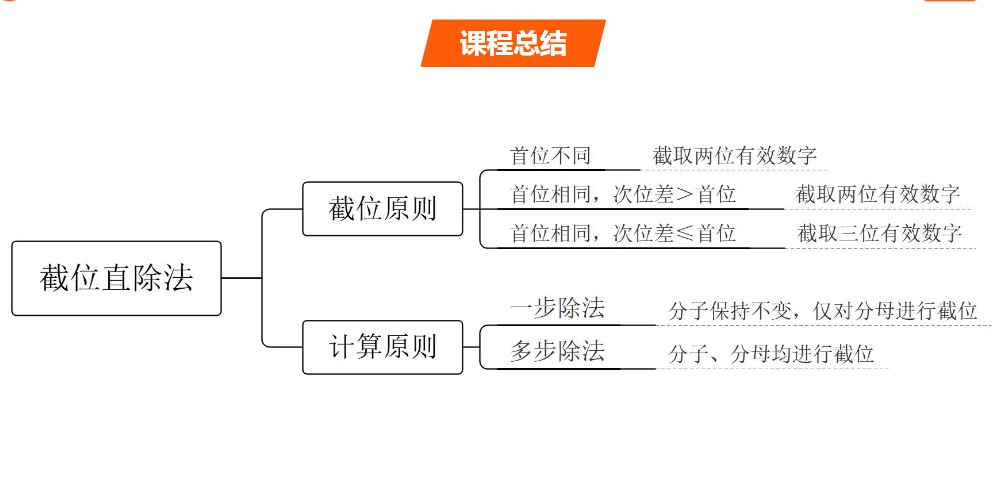 课程总结
截位直除法
截位原则
首位不同 截取两位有效数字
首位相同，次位差＞首位 截取两位有效数字
首位相同，次位差≤首位 截取三位有效数字
计算原则
一步除法 分子保持不变，仅对分母进行截位
多步除法 分子、分母均进行截位